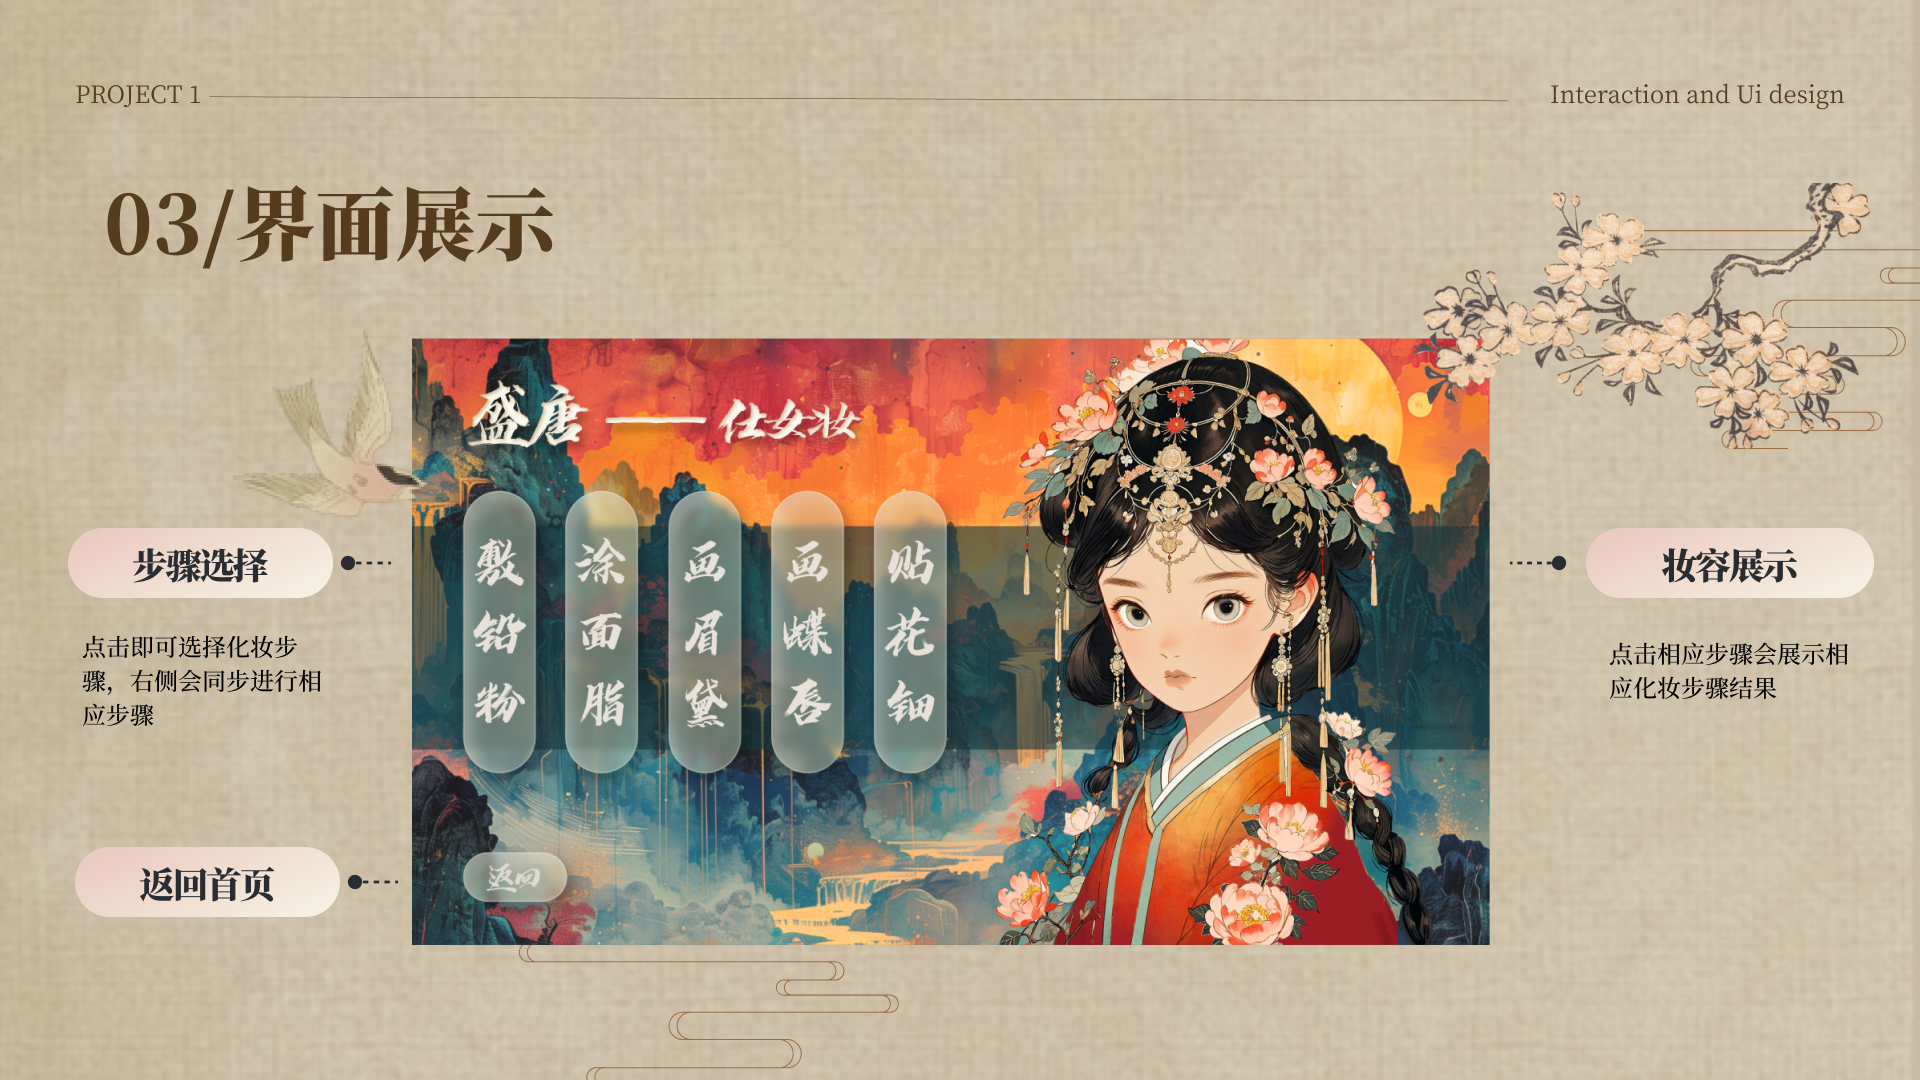 PROJECT 1
Interaction and Ui design
03/界面展示
盛唐——仕女妆
敷铅粉
涂面脂
画眉黛
画蝶唇
贴花钿
返回
步骤选择
点击即可选择化妆步
骤，右侧会同步进行相
应步骤
返回首页
妆容展示
点击相应步骤会展示相
应化妆步骤结果